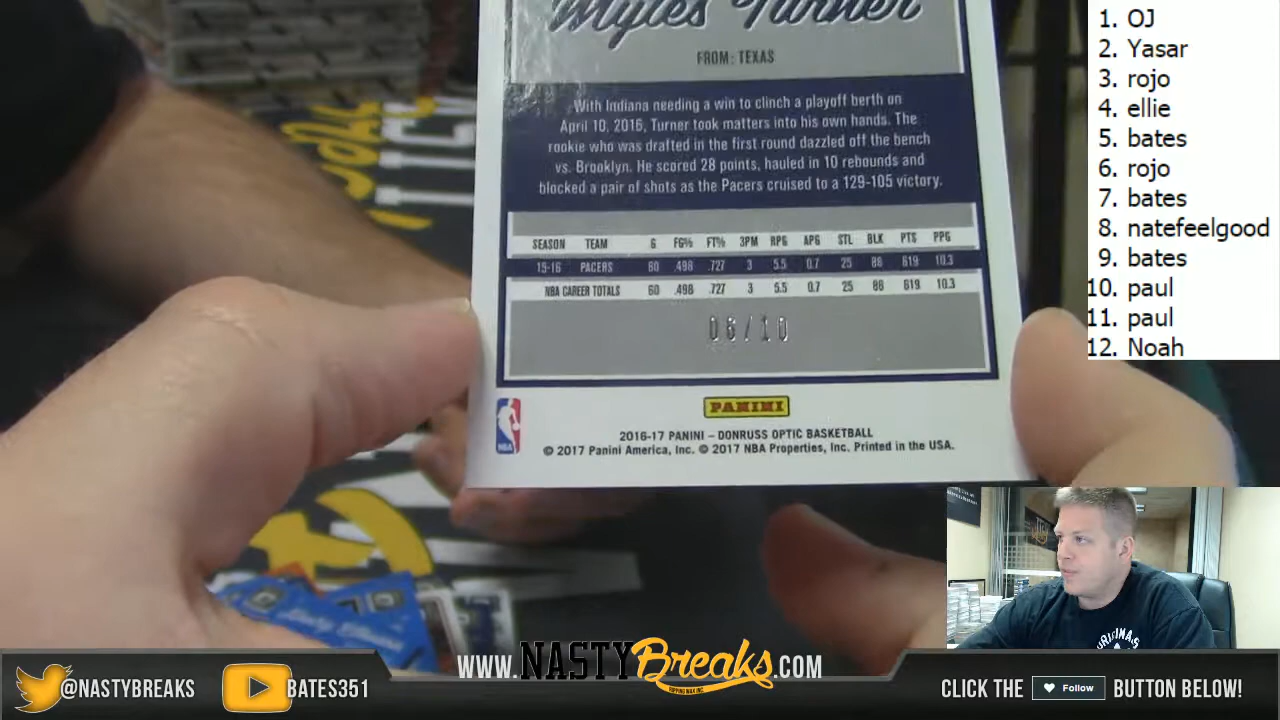 Myles Turner
FROM: TEXAS
With Indiana needing a win to clinch a playoff berth on
April 10, 2016, Turner took matters into his own hands. The
rookie who was drafted in the first round dazzled off the bench
vs. Brooklyn. He scored 28 points, hauled in 10 rebounds and
blocked a pair of shots as the Pacers cruised to a 129-105 victory.
SEASON TEAM G FG% FT% 3PM RPG APG STL BLK PTS PPG
15-16 PACERS 60 .498 .727 3 5.5 0.7 25 86 619 10.3
NBA CAREER TOTALS 60 .498 .727 3 5.5 0.7 25 86 619 10.3
06/10
NBA
PANINI
2016-17 PANINI – DONRUSS OPTIC BASKETBALL
© 2017 Panini America, Inc. © 2017 NBA Properties, Inc. Printed in the USA.
1. OJ
2. Yasar
3. rojo
4. ellie
5. bates
6. rojo
7. bates
8. natefeelgood
9. bates
10. paul
11. paul
12. Noah
ORIGINAL
WWW.NASTYBreaks.COM
@NASTYBREAKS
BATES351
CLICK THE Follow BUTTON BELOW!